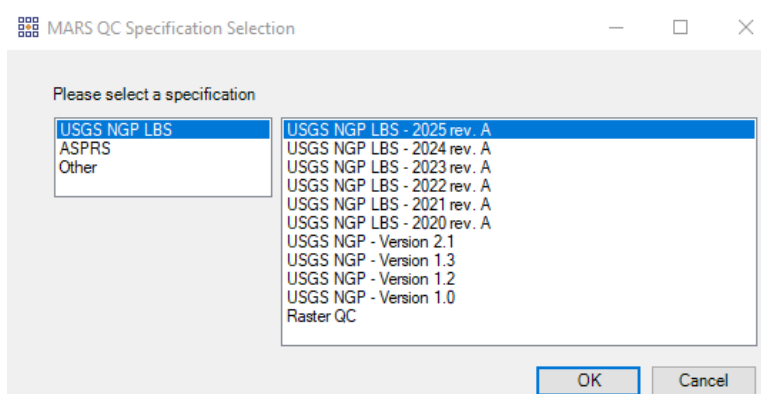 MARS QC Specification Selection
Please select a specification
USGS NGP LBS
ASPRS
Other
USGS NGP LBS - 2025 rev. A
USGS NGP LBS - 2024 rev. A
USGS NGP LBS - 2023 rev. A
USGS NGP LBS - 2022 rev. A
USGS NGP LBS - 2021 rev. A
USGS NGP LBS - 2020 rev. A
USGS NGP - Version 2.1
USGS NGP - Version 1.3
USGS NGP - Version 1.2
USGS NGP - Version 1.0
Raster QC
OK
Cancel